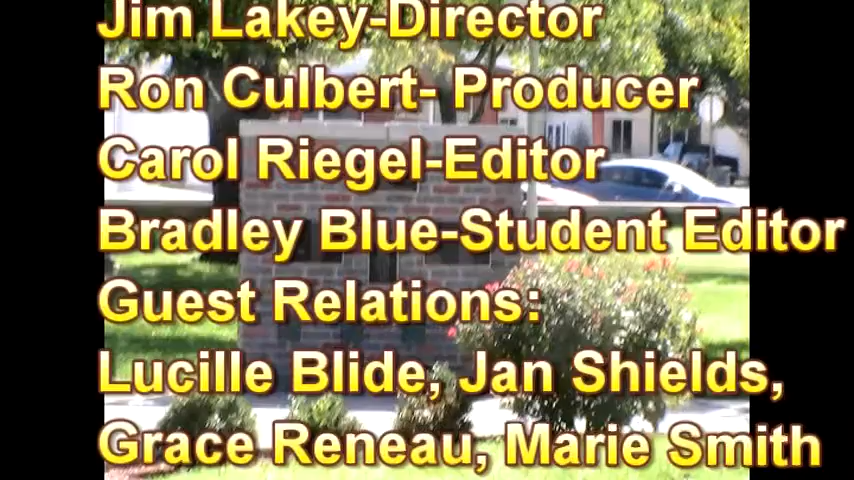 Jim Lakey-Director
Ron Culbert- Producer
Carol Riegel-Editor
Bradley Blue-Student Editor
Guest Relations:
Lucille Blide, Jan Shields,
Grace Reneau, Marie Smith